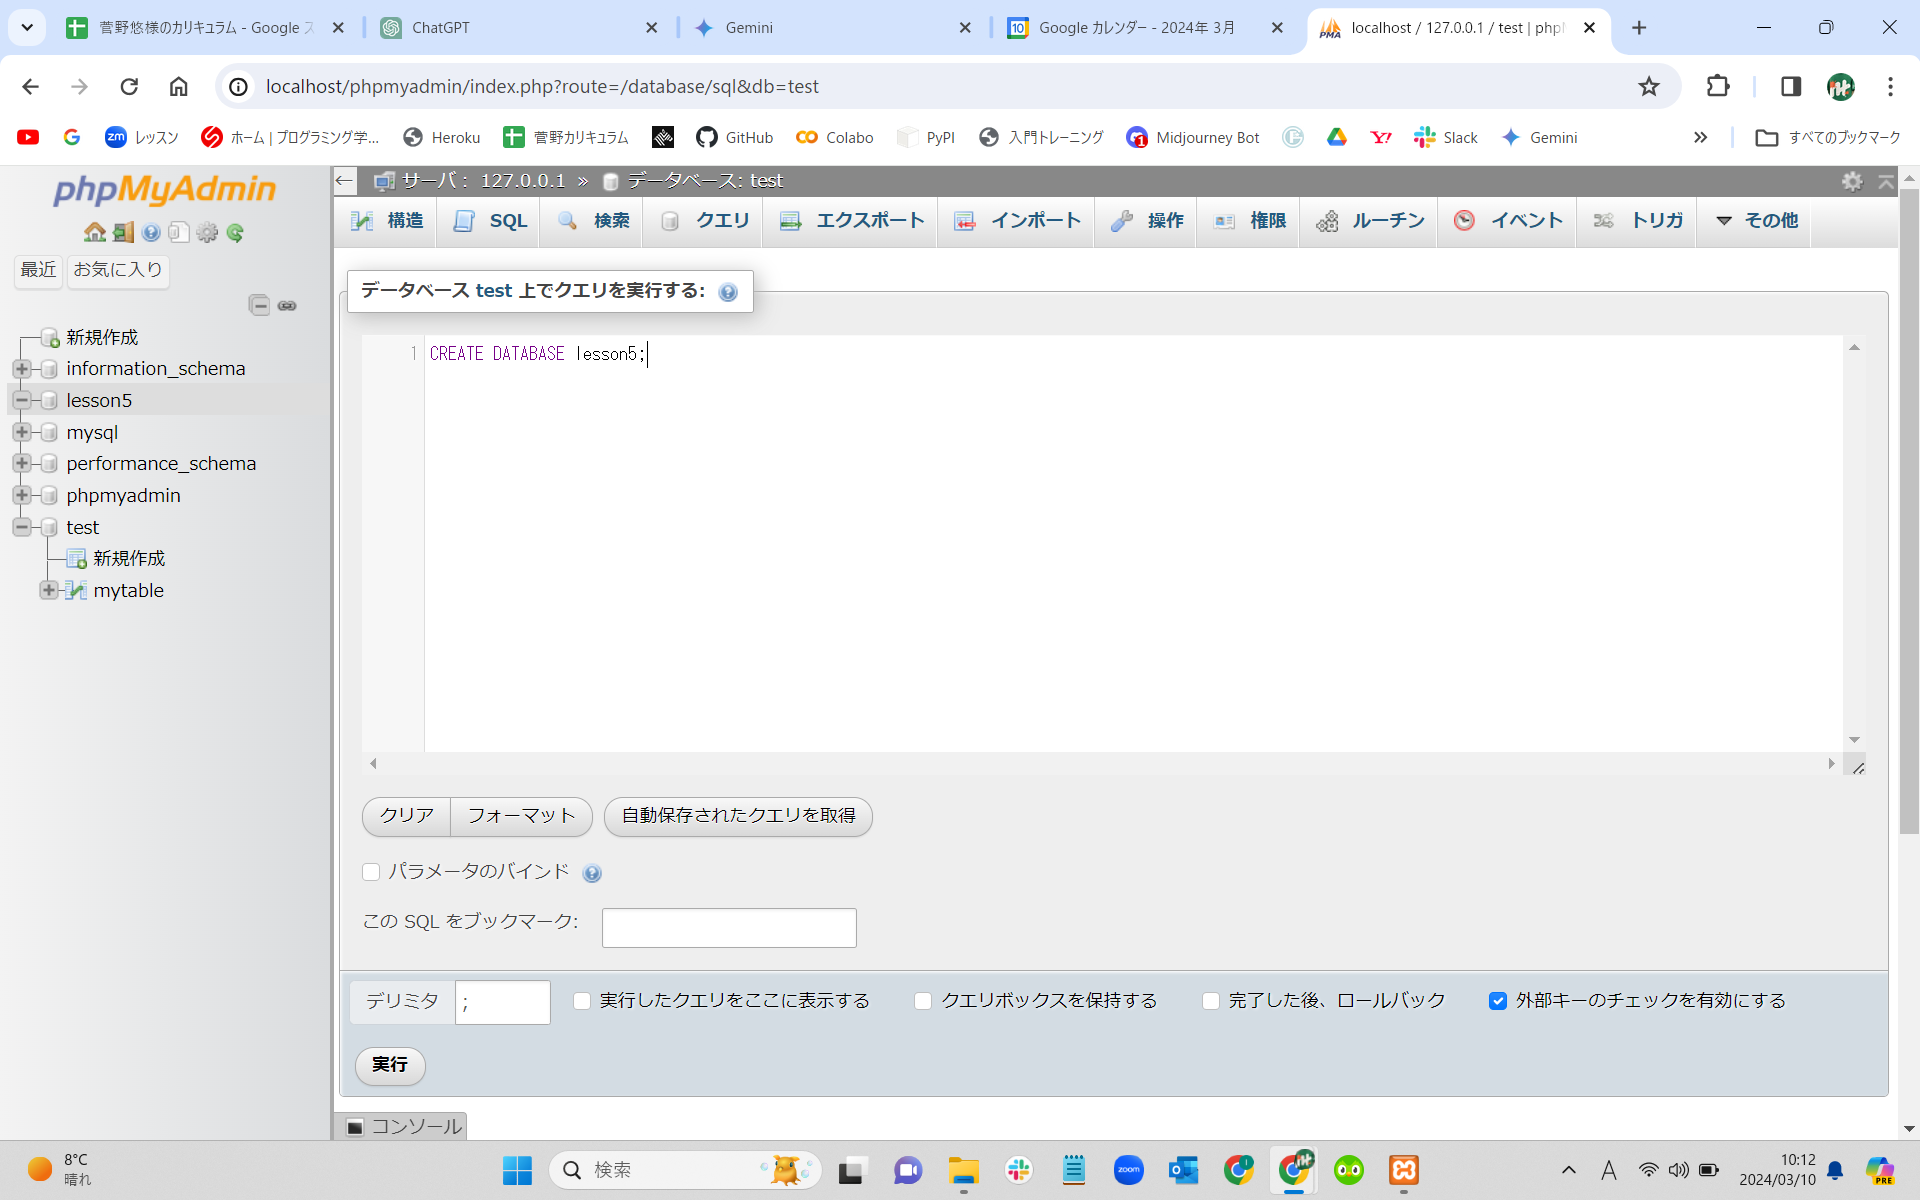 菅野悠様のカリキュラム - Google ス
ChatGPT
Gemini
Google カレンダー - 2024年 3月
localhost / 127.0.0.1 / test | phpM
localhost/phpmyadmin/index.php?route=/database/sql&db=test
レッスン
ホーム | プログラミング学...
Heroku
菅野カリキュラム
GitHub
Colabo
PyPI
入門トレーニング
Midjourney Bot
Slack
Gemini
すべてのブックマーク
phpMyAdmin
最近
お気に入り
新規作成
information_schema
lesson5
mysql
performance_schema
phpmyadmin
test
新規作成
mytable
サーバ: 127.0.0.1 » データベース: test
構造
SQL
検索
クエリ
エクスポート
インポート
操作
権限
ルーチン
イベント
トリガ
その他
データベース test 上でクエリを実行する:
1 CREATE DATABASE lesson5;
クリア
フォーマット
自動保存されたクエリを取得
パラメータのバインド
この SQL をブックマーク:
デリミタ ;
実行したクエリをここに表示する
クエリボックスを保持する
完了した後、ロールバック
外部キーのチェックを有効にする
実行
コンソール
8°C
晴れ
検索
zoom
A
10:12
2024/03/10
PRE